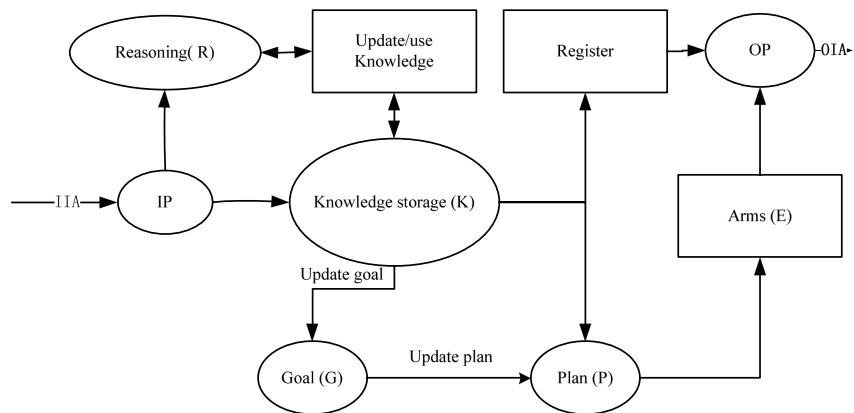 Reasoning( R)
Update/use
Knowledge
Register
OP
OIA
IIA
IP
Knowledge storage (K)
Arms (E)
Update goal
Goal (G)
Update plan
Plan (P)